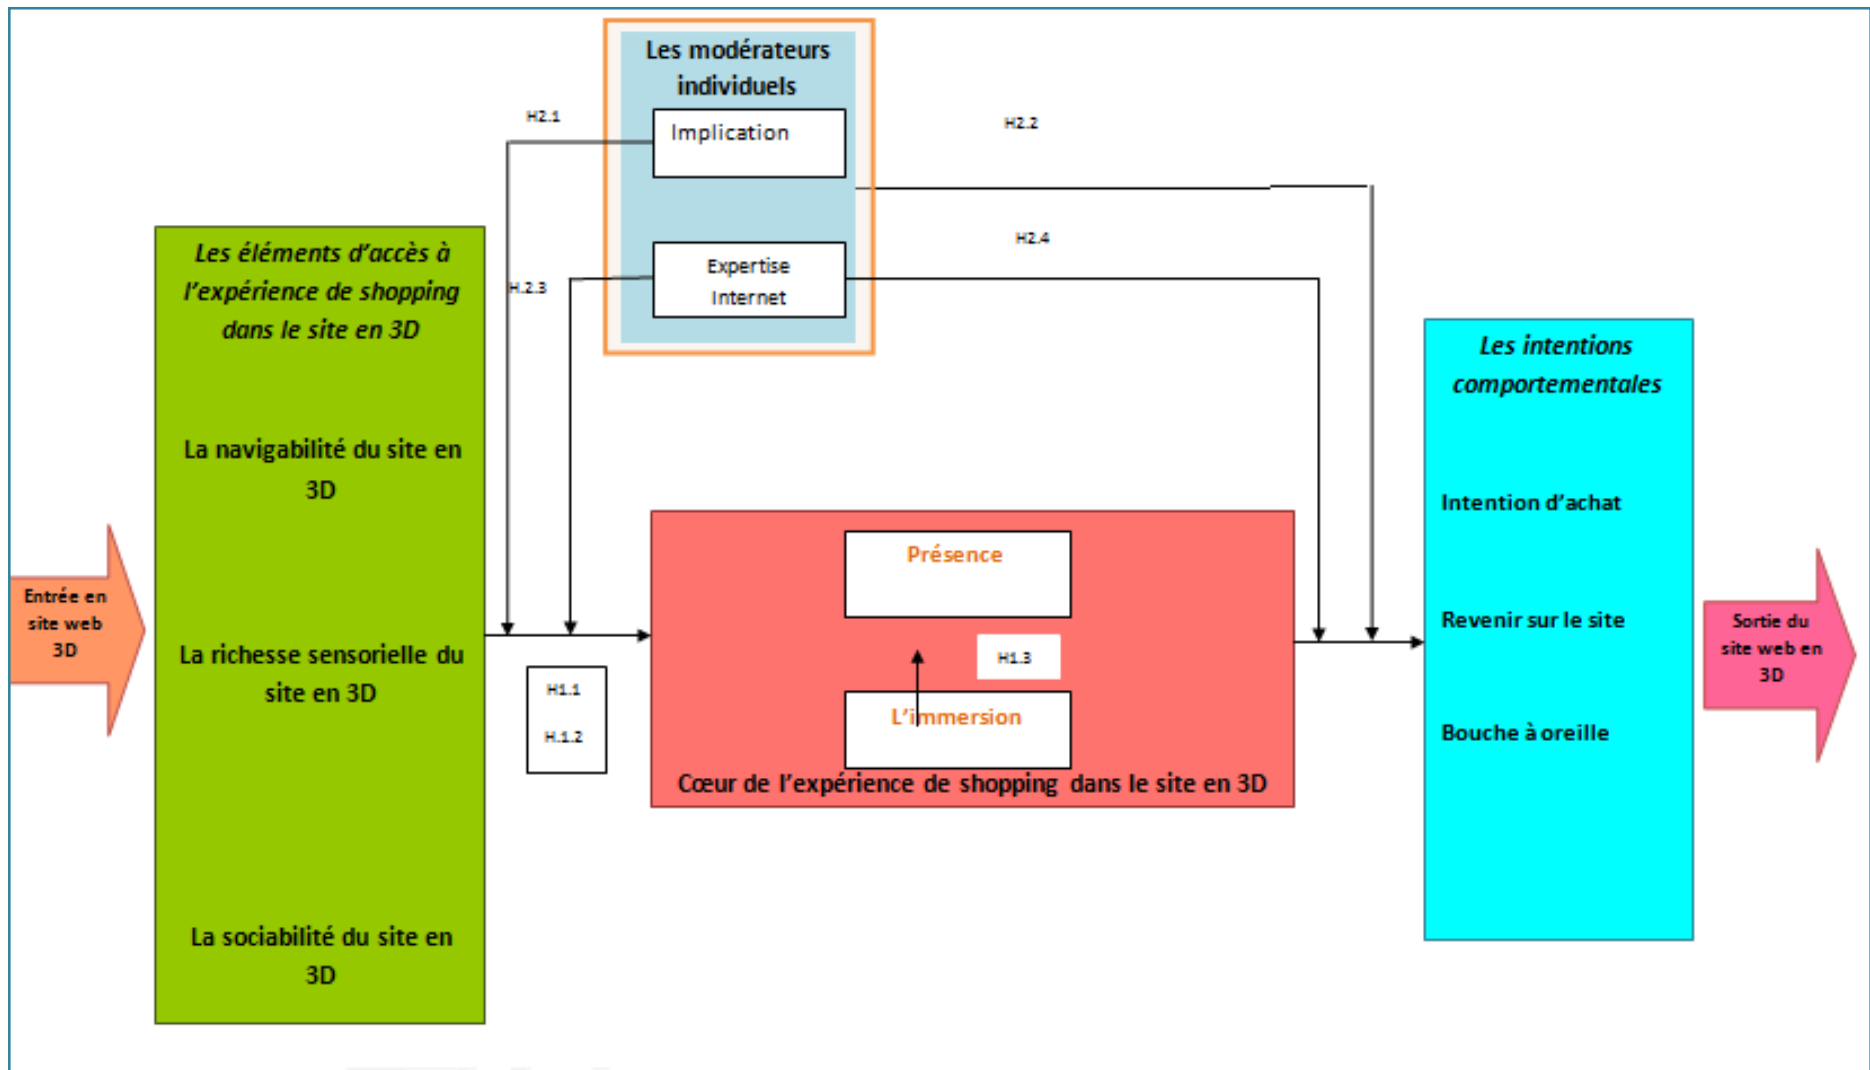 Les modérateurs
individuels
Implication
Expertise
Internet
H2.1
H2.2
H.2.3
H2.4
Entrée en
site web
3D
Les éléments d'accès à
l'expérience de shopping
dans le site en 3D
La navigabilité du site en
3D
La richesse sensorielle du
site en 3D
La sociabilité du site en
3D
H1.1
H.1.2
Présence
H1.3
L'immersion
Cœur de l'expérience de shopping dans le site en 3D
Les intentions
comportementales
Intention d'achat
Revenir sur le site
Bouche à oreille
Sortie du
site web en
3D